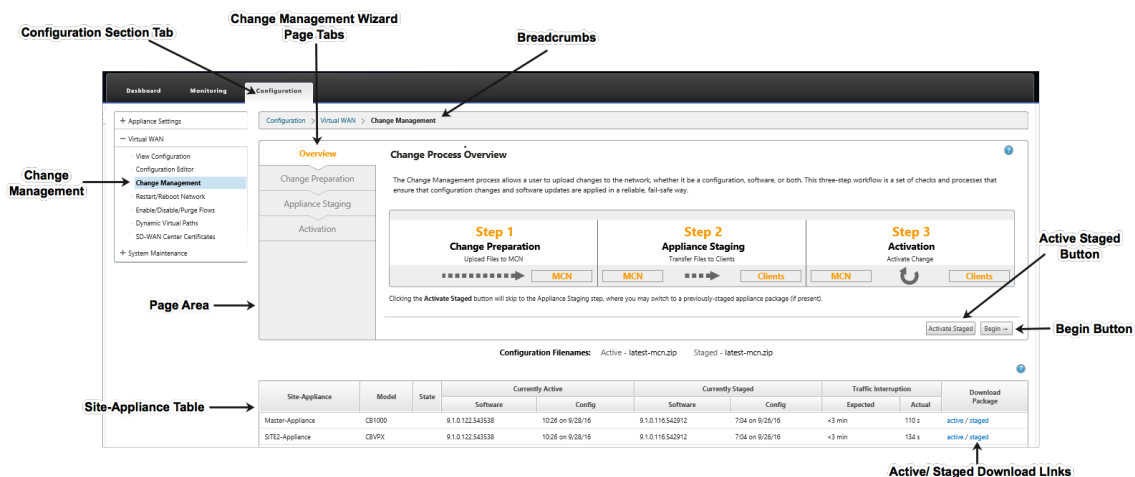 Change Management Wizard
Page Tabs
Configuration Section Tab
Breadcrumbs
Dashboard Monitoring Configuration
+ Appliance Settings
− Virtual WAN
View Configuration
Configuration Editor
Change Management
Restart/Reboot Network
Enable/Disable/Purge Flows
Dynamic Virtual Paths
SD-WAN Center Certificates
+ System Maintenance
Change
Management
Configuration > Virtual WAN > Change Management
Overview
Change Preparation
Appliance Staging
Activation
Page Area
Change Process Overview
?
The Change Management process allows a user to upload changes to the network, whether it be a configuration, software, or both. This three-step workflow is a set of checks and processes that
ensure that configuration changes and software updates are applied in a reliable, fail-safe way.
Step 1
Change Preparation
Upload Files to MCN
MCN
Step 2
Appliance Staging
Transfer Files to Clients
MCN Clients
Step 3
Activation
Activate Change
MCN Clients
Clicking the Activate Staged button will skip to the Appliance Staging step, where you may switch to a previously-staged appliance package (if present).
Activate Staged Begin →
Active Staged
Button
Begin Button
Configuration Filenames: Active - latest-mcn.zip Staged - latest-mcn.zip
?
Site-Appliance Table
Site-Appliance Model State Currently Active Currently Staged Traffic Interruption Download Package
Software Config Software Config Expected Actual
Master-Appliance CB1000 9.1.0.122.543538 10:26 on 9/28/16 9.1.0.116.542912 7:04 on 9/26/16 <3 min 110 s active / staged
SITE2-Appliance CBVPX 9.1.0.122.543538 10:26 on 9/28/16 9.1.0.116.542912 7:04 on 9/26/16 <3 min 134 s active / staged
Active/ Staged Download LInks